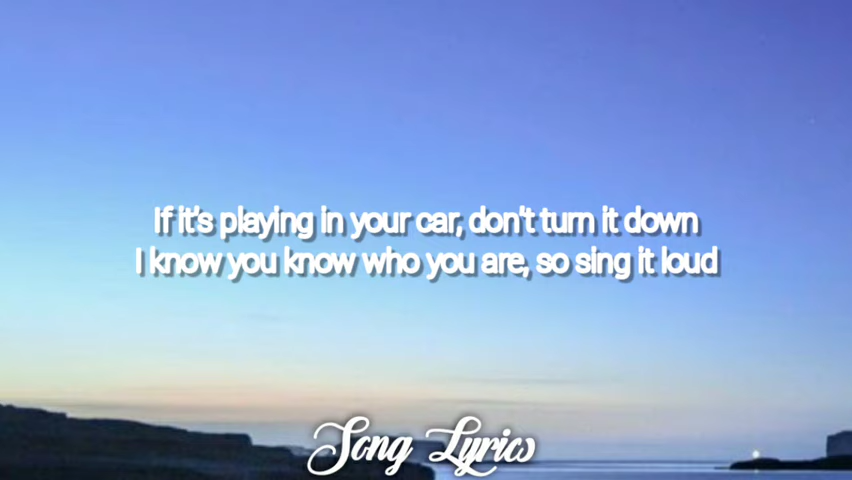 If it's playing in your car, don't turn it down
I know you know who you are, so sing it loud
Song Lyrics